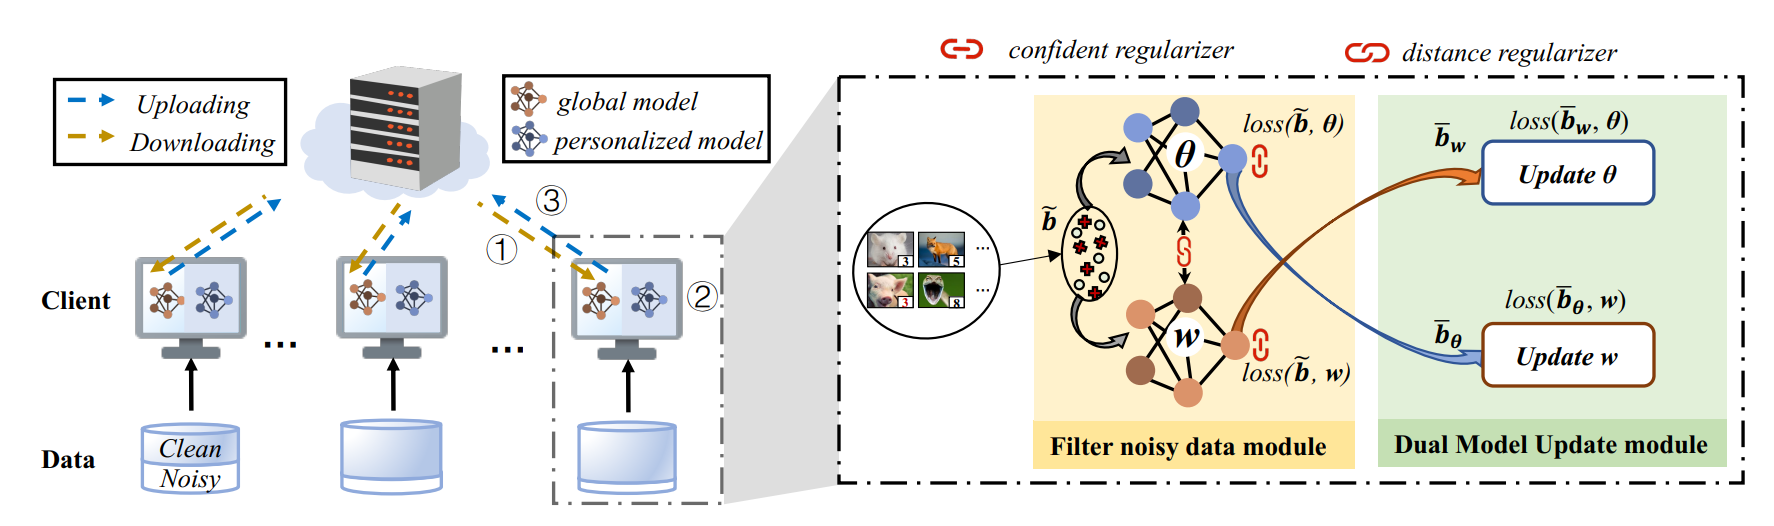 Uploading
Downloading
global model
personalized model
①
②
③
Client
...
...
Data
Clean
Noisy
confident regularizer
distance regularizer
3
5
...
3
8
...
b̃
θ
w
loss(b̃, θ)
loss(b̃, w)
Filter noisy data module
b̅w
loss(b̅w, θ)
Update θ
b̅θ
loss(b̅θ, w)
Update w
Dual Model Update module